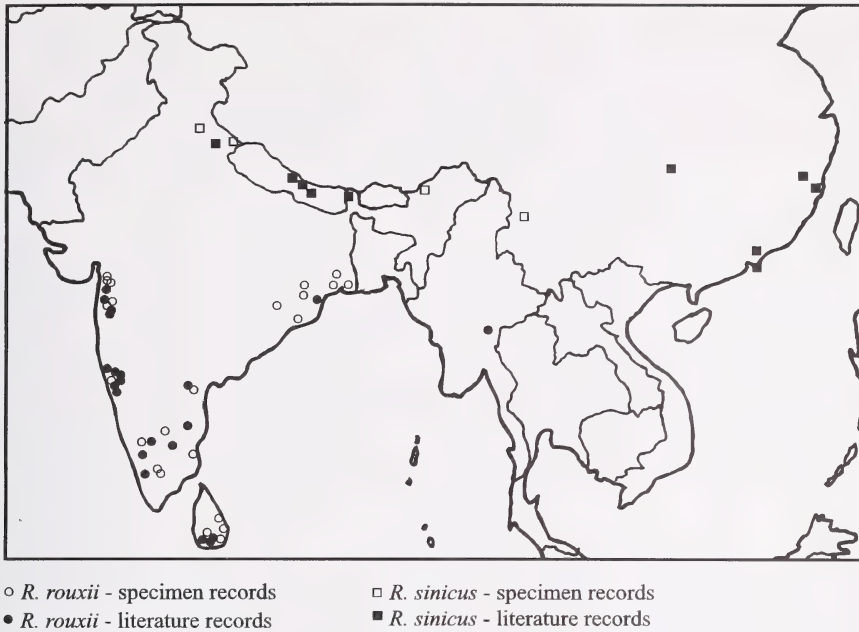 ○ R. rouxii - specimen records
● R. rouxii - literature records
□ R. sinicus - specimen records
■ R. sinicus - literature records